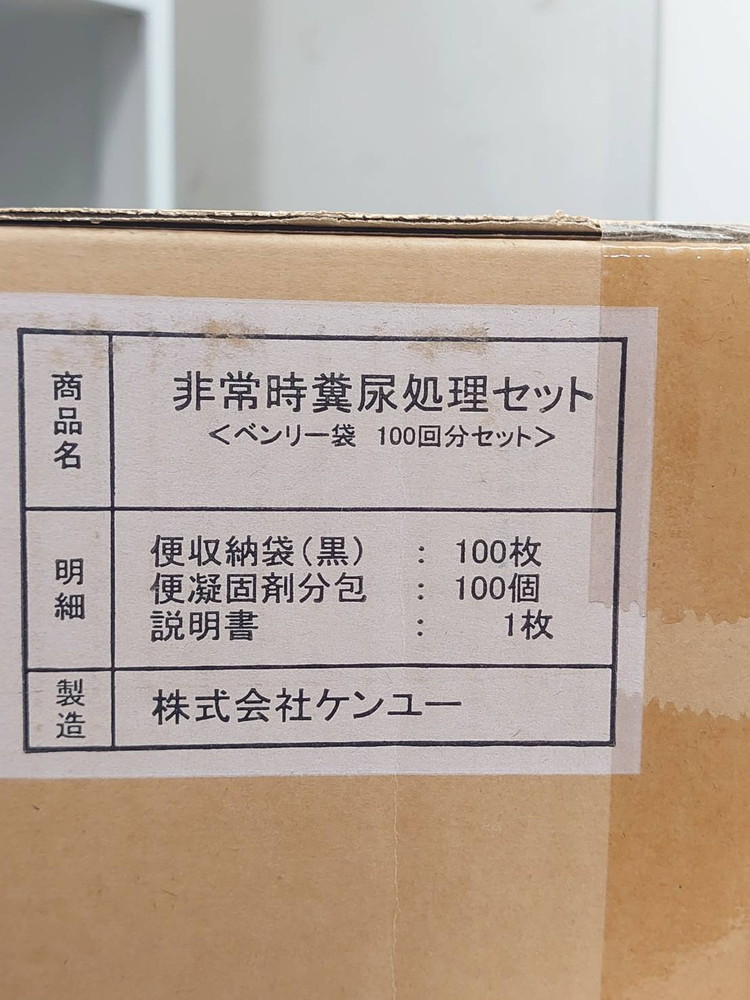 商品名
非常時糞尿処理セット
＜ベンリー袋 100回分セット＞
明細
便収納袋（黒） : 100枚
便凝固剤分包 : 100個
説明書 : 1枚
製造
株式会社ケンユー